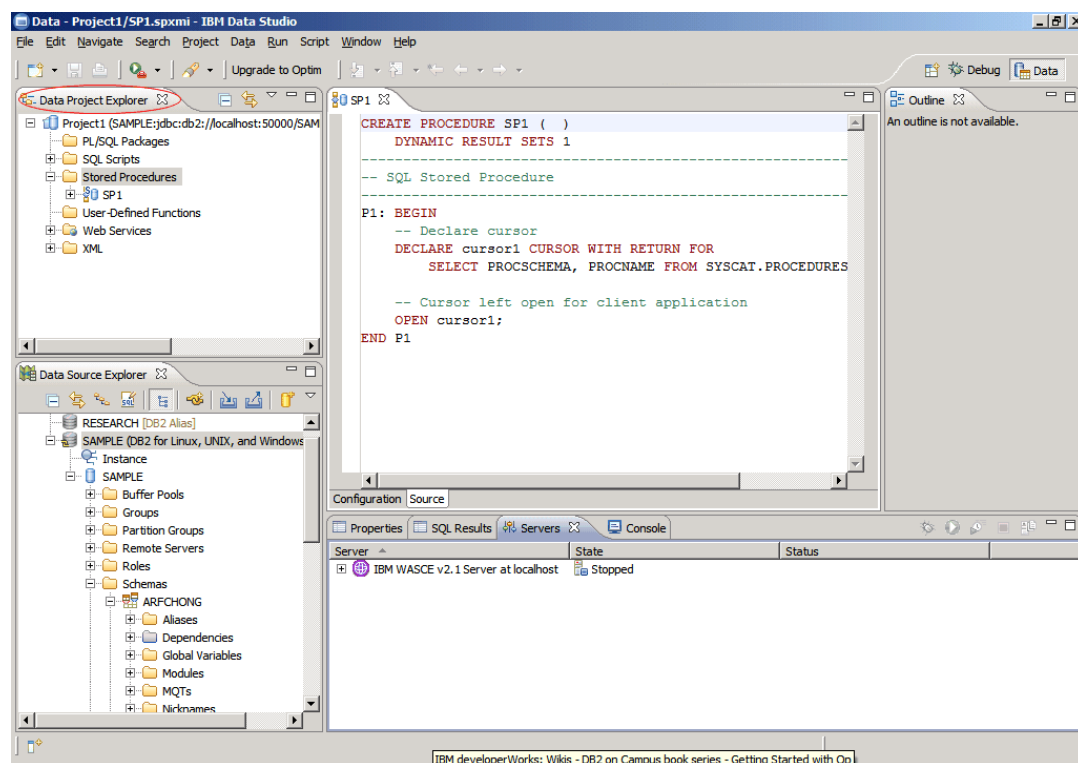 Data - Project1/SP1.spxmi - IBM Data Studio
File Edit Navigate Search Project Data Run Script Window Help
Upgrade to Optim
Debug
Data
Data Project Explorer
Project1 (SAMPLE:jdbc:db2://localhost:50000/SAM
PL/SQL Packages
SQL Scripts
Stored Procedures
SP1
User-Defined Functions
Web Services
XML
SP1
CREATE PROCEDURE SP1 ( )
DYNAMIC RESULT SETS 1
------------------------------------------------------------
-- SQL Stored Procedure
------------------------------------------------------------
P1: BEGIN
-- Declare cursor
DECLARE cursor1 CURSOR WITH RETURN FOR
SELECT PROCSCHEMA, PROCNAME FROM SYSCAT.PROCEDURES
-- Cursor left open for client application
OPEN cursor1;
END P1
Configuration Source
Outline
An outline is not available.
Data Source Explorer
RESEARCH [DB2 Alias]
SAMPLE (DB2 for Linux, UNIX, and Windows
Instance
SAMPLE
Buffer Pools
Groups
Partition Groups
Remote Servers
Roles
Schemas
ARFCHONG
Aliases
Dependencies
Global Variables
Modules
MQTs
Nicknames
Properties SQL Results Servers Console
Server State Status
IBM WASCE v2.1 Server at localhost Stopped
IBM developerWorks: Wikis - DB2 on Campus book series - Getting Started with Op